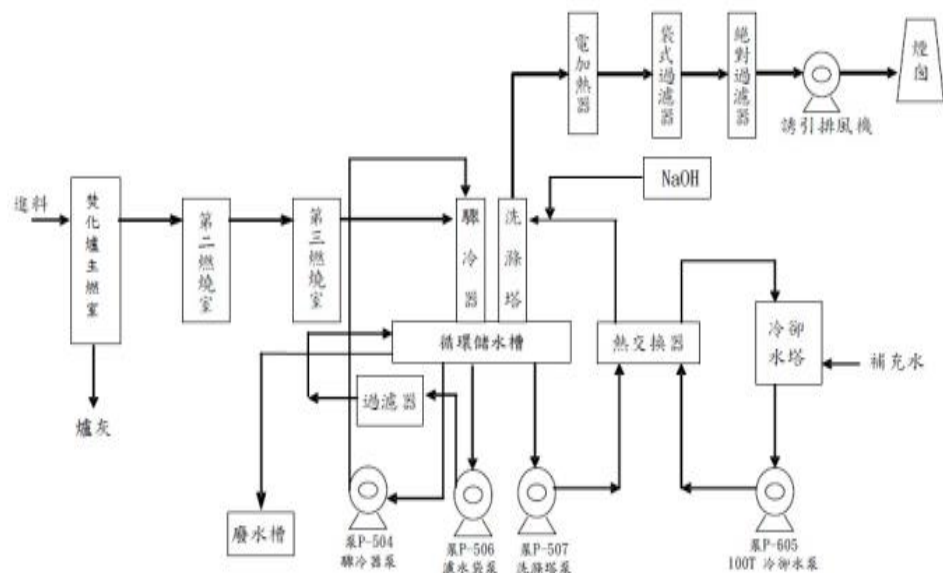 電加熱器
袋式過濾器
絕對過濾器
誘引排風機
煙囪
NaOH
進料
焚化爐主燃室
第二燃燒室
第三燃燒室
驟冷器
洗滌塔
循環儲水槽
熱交換器
冷卻
水塔
補充水
過濾器
爐灰
廢水槽
泵P-504
驟冷器泵
泵P-506
濾水袋泵
泵P-507
洗滌塔泵
泵P-605
100T 冷卻水泵